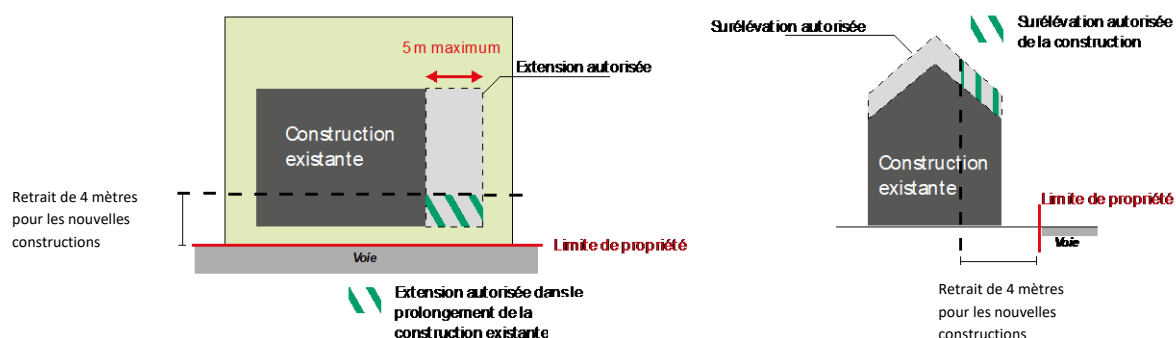 5 m maximum
Extension autorisée
Construction
existante
Retrait de 4 mètres
pour les nouvelles
constructions
Limite de propriété
Voie
Extension autorisée dans le
prolongement de la
construction existante
Surélévation autorisée
Surélévation autorisée
de la construction
Construction
existante
Limite de propriété
Voie
Retrait de 4 mètres
pour les nouvelles
constructions